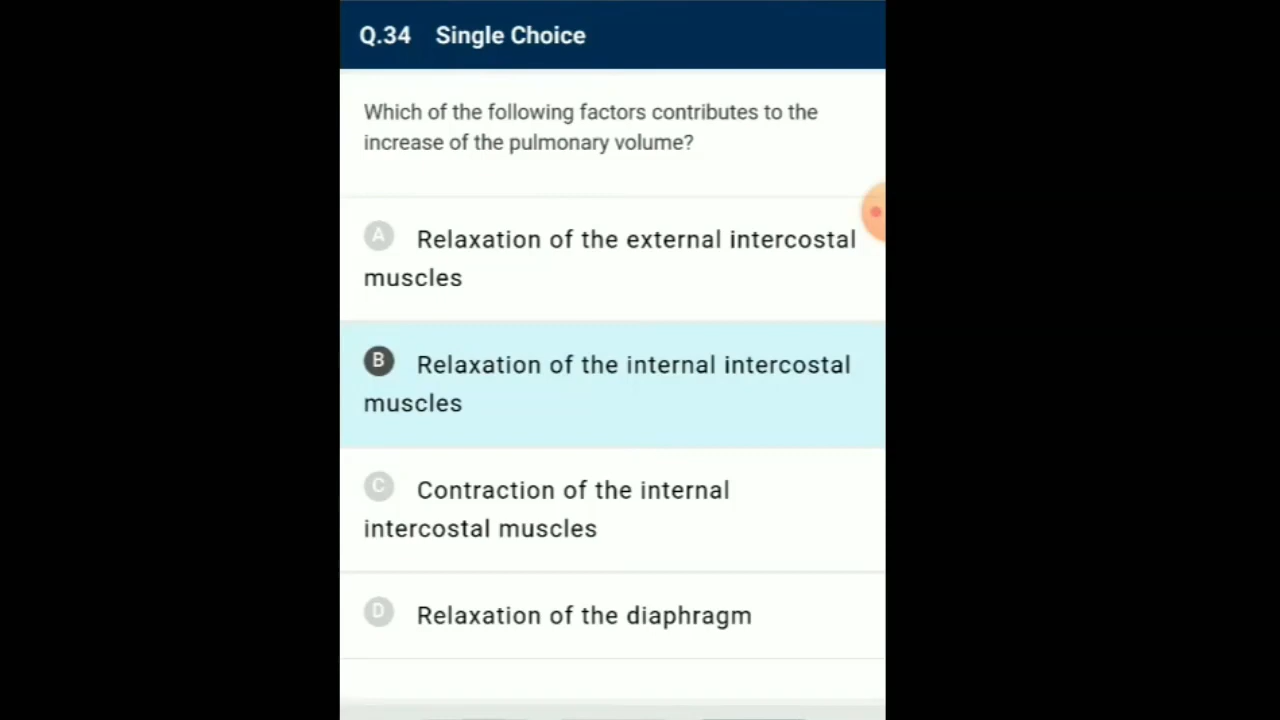 Q.34 Single Choice
Which of the following factors contributes to the
increase of the pulmonary volume?
A Relaxation of the external intercostal
muscles
B Relaxation of the internal intercostal
muscles
C Contraction of the internal
intercostal muscles
D Relaxation of the diaphragm